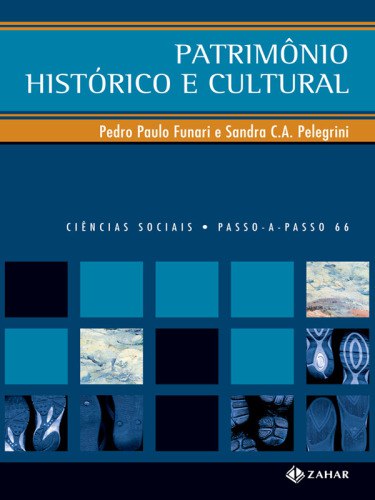 PATRIMÔNIO
HISTÓRICO E CULTURAL
Pedro Paulo Funari e Sandra C.A. Pelegrini
CIÊNCIAS SOCIAIS • PASSO-A-PASSO 66
ZAHAR